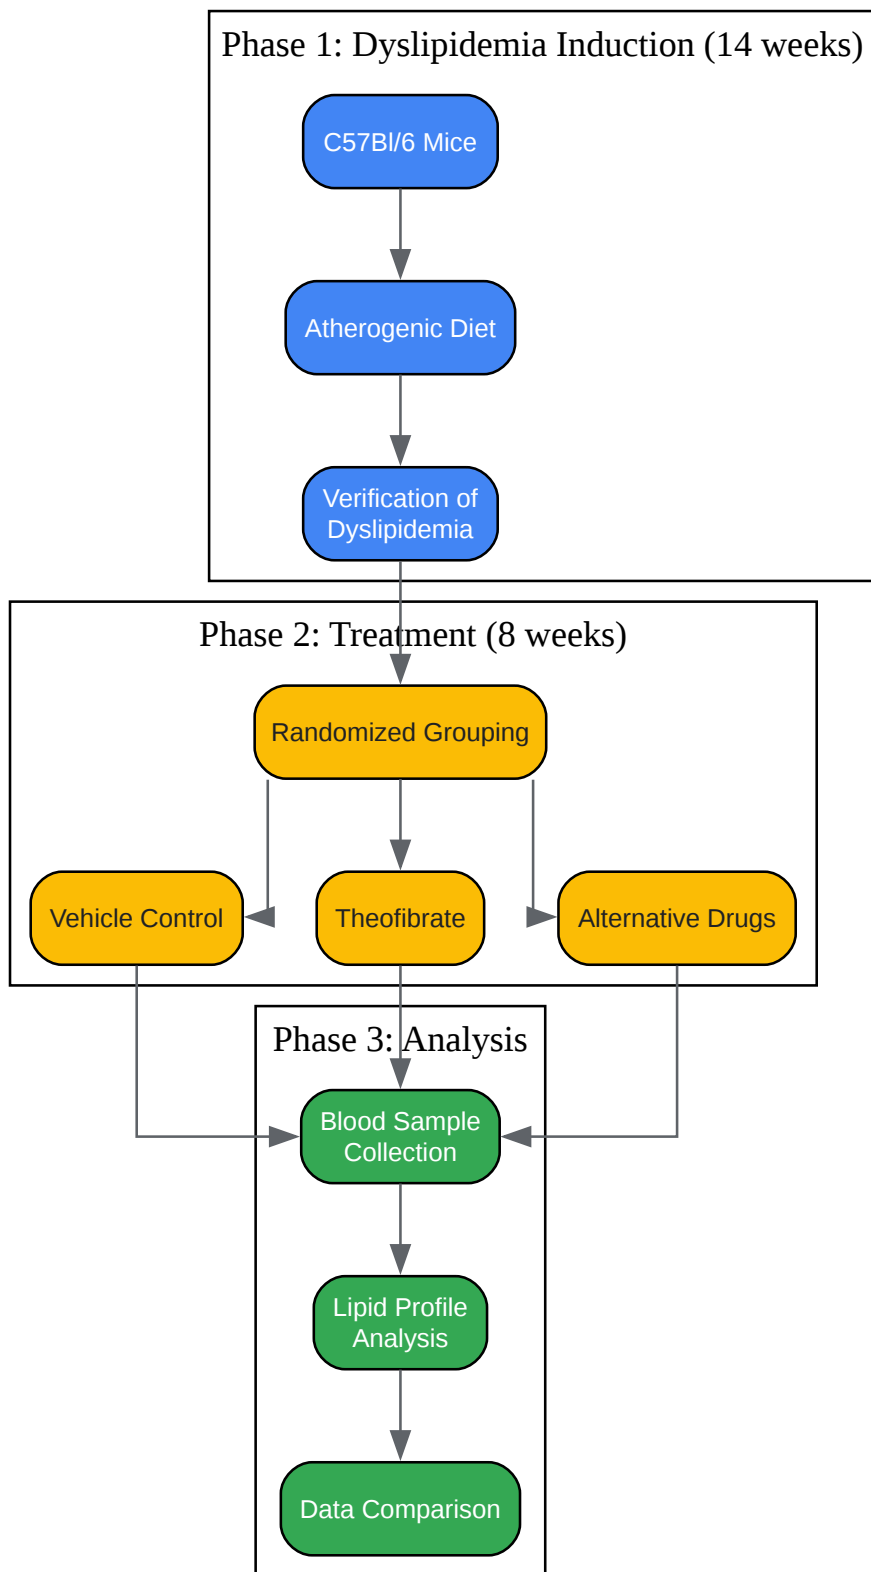 Phase 1: Dyslipidemia Induction (14 weeks)
C57Bl/6 Mice
Atherogenic Diet
Verification of
Dyslipidemia
Phase 2: Treatment (8 weeks)
Randomized Grouping
Vehicle Control
Theofibrate
Alternative Drugs
Phase 3: Analysis
Blood Sample
Collection
Lipid Profile
Analysis
Data Comparison